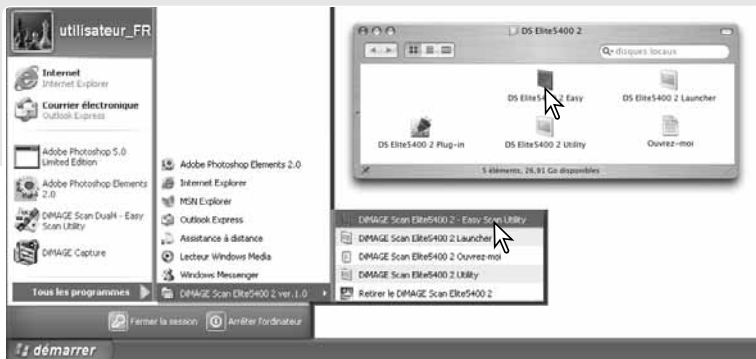 utilisateur_FR
Internet
Internet Explorer
Courrier électronique
Outlook Express
Adobe Photoshop 5.0
Limited Edition
Adobe Photoshop Elements
2.0
DiMAGE Scan Dual4 - Easy
Scan Utility
DiMAGE Capture
Tous les programmes
Adobe Photoshop Elements 2.0
Internet Explorer
MSN Explorer
Outlook Express
Assistance à distance
Lecteur Windows Media
Windows Messenger
DiMAGE Scan Elite5400 2 ver.1.0
DiMAGE Scan Elite5400 2 - Easy Scan Utility
DiMAGE Scan Elite5400 2 Launcher
DiMAGE Scan Elite5400 2 Ouvrez-moi
DiMAGE Scan Elite5400 2 Utility
Retirer le DiMAGE Scan Elite5400 2
Fermer la session
Arrêter l'ordinateur
démarrer
DS Elite5400 2
disques locaux
DS Elite5400 2 Easy
DS Elite5400 2 Launcher
DS Elite5400 2 Plug-in
DS Elite5400 2 Utility
Ouvrez-moi
5 éléments, 26,91 Go disponibles